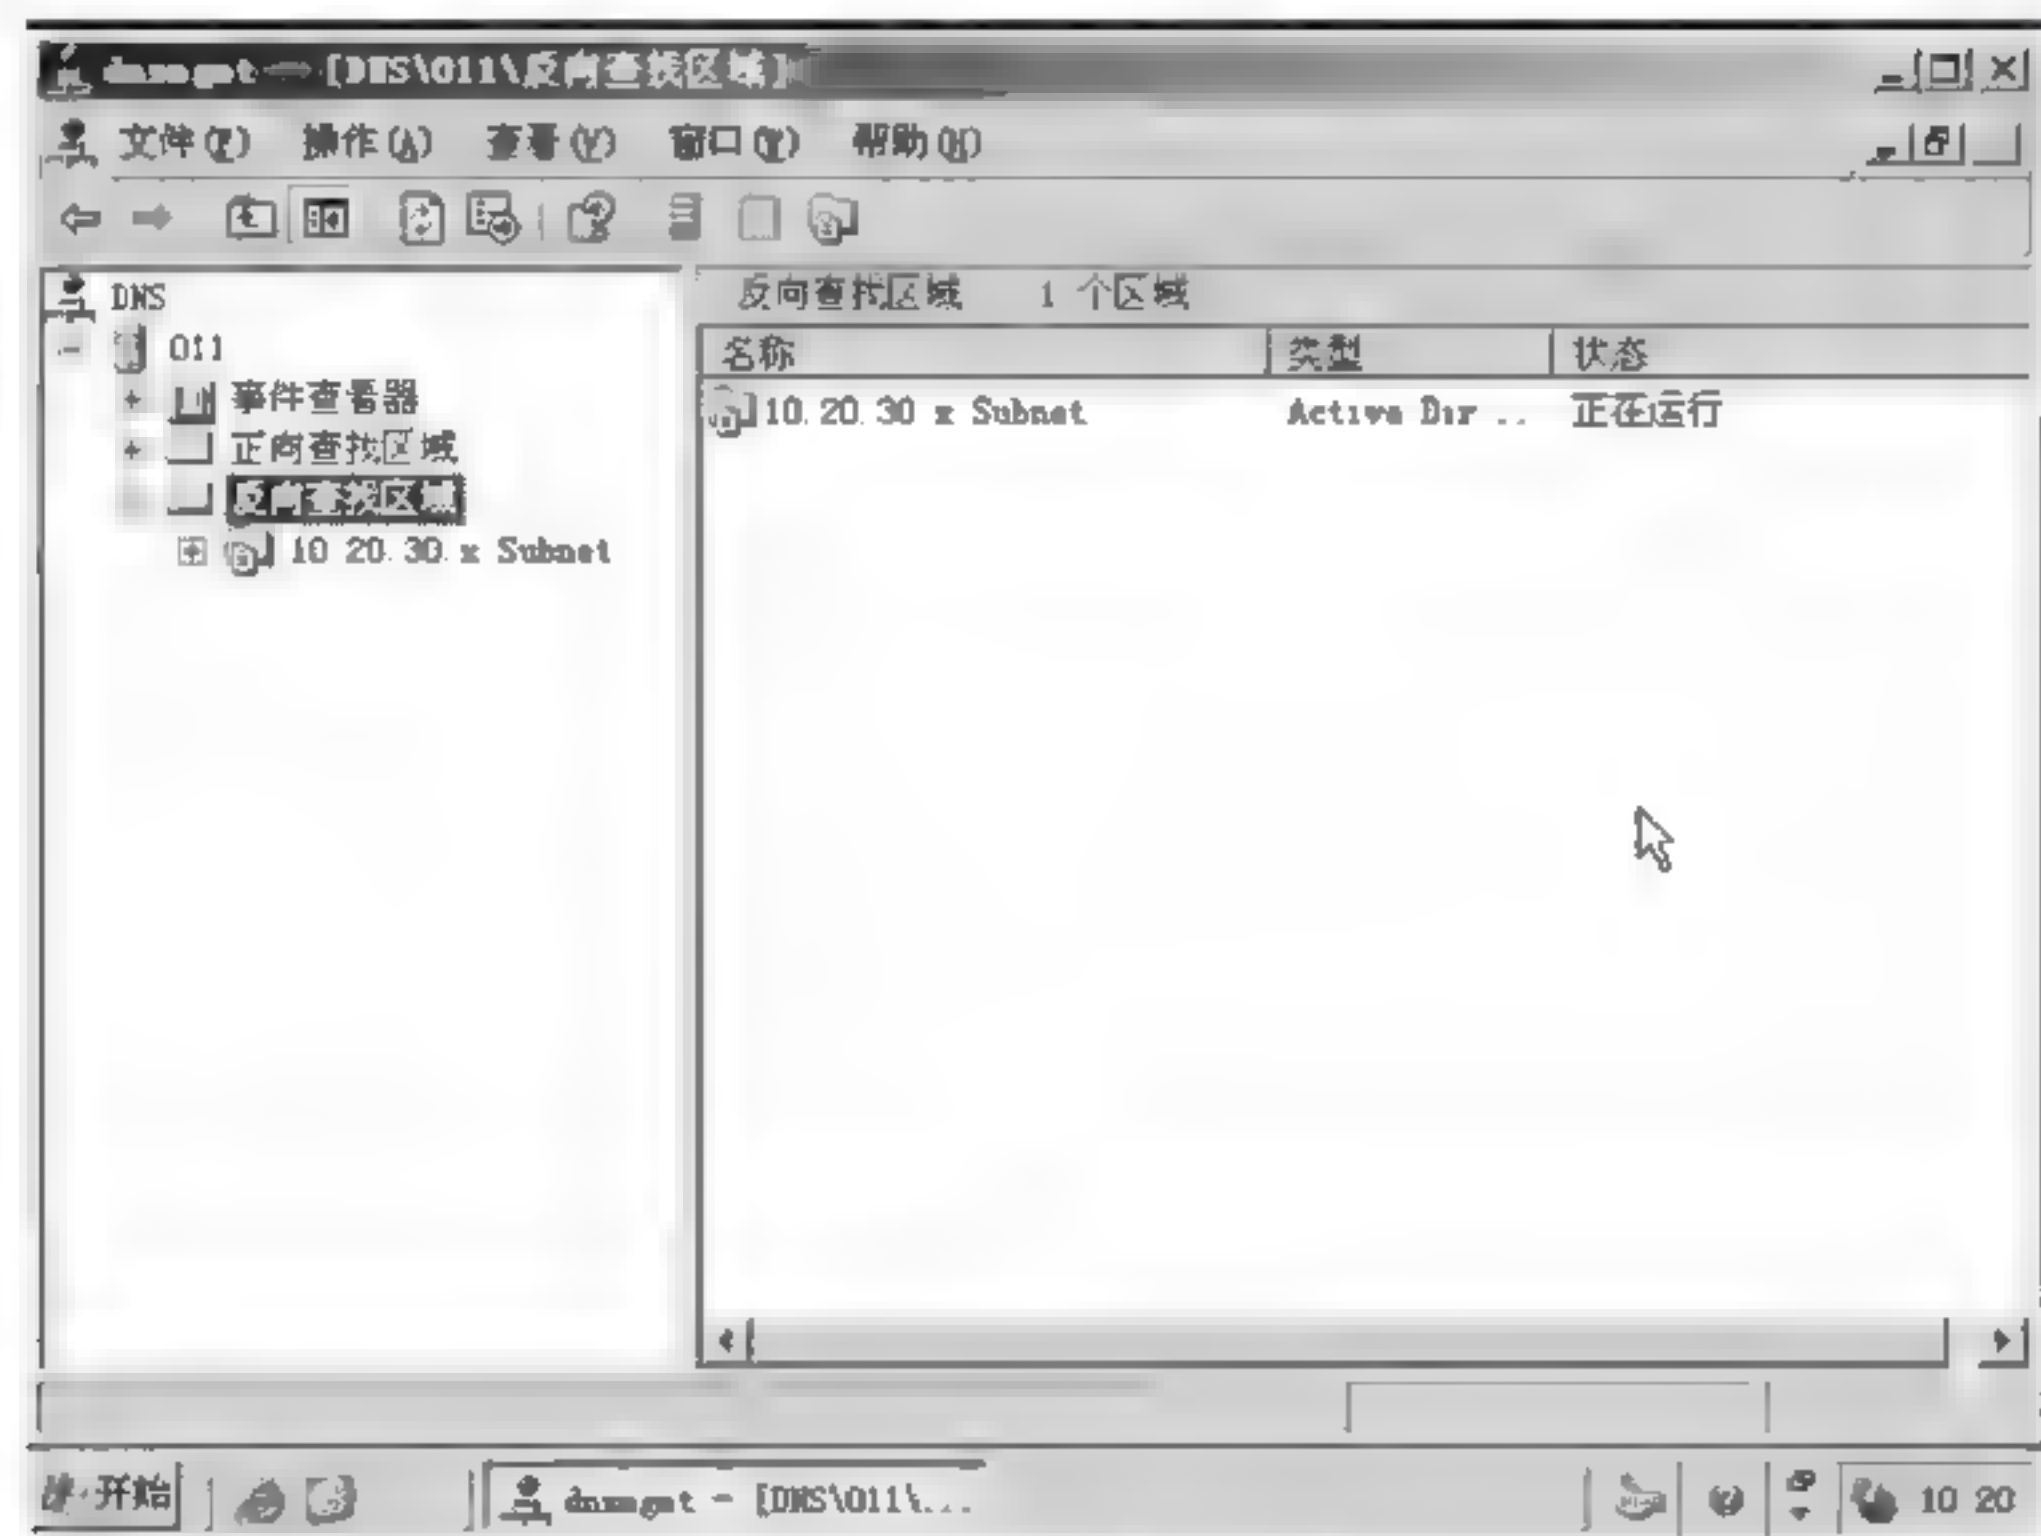 dnsmgmt - [DNS\011\反向查找区域]
文件(F) 操作(A) 查看(V) 窗口(W) 帮助(H)
DNS
011
事件查看器
正向查找区域
反向查找区域
10.20.30.x Subnet
反向查找区域 1 个区域
名称 类型 状态
10.20.30 x Subnet Active Dir... 正在运行
开始
dnsmgmt - [DNS\011\...
10 20